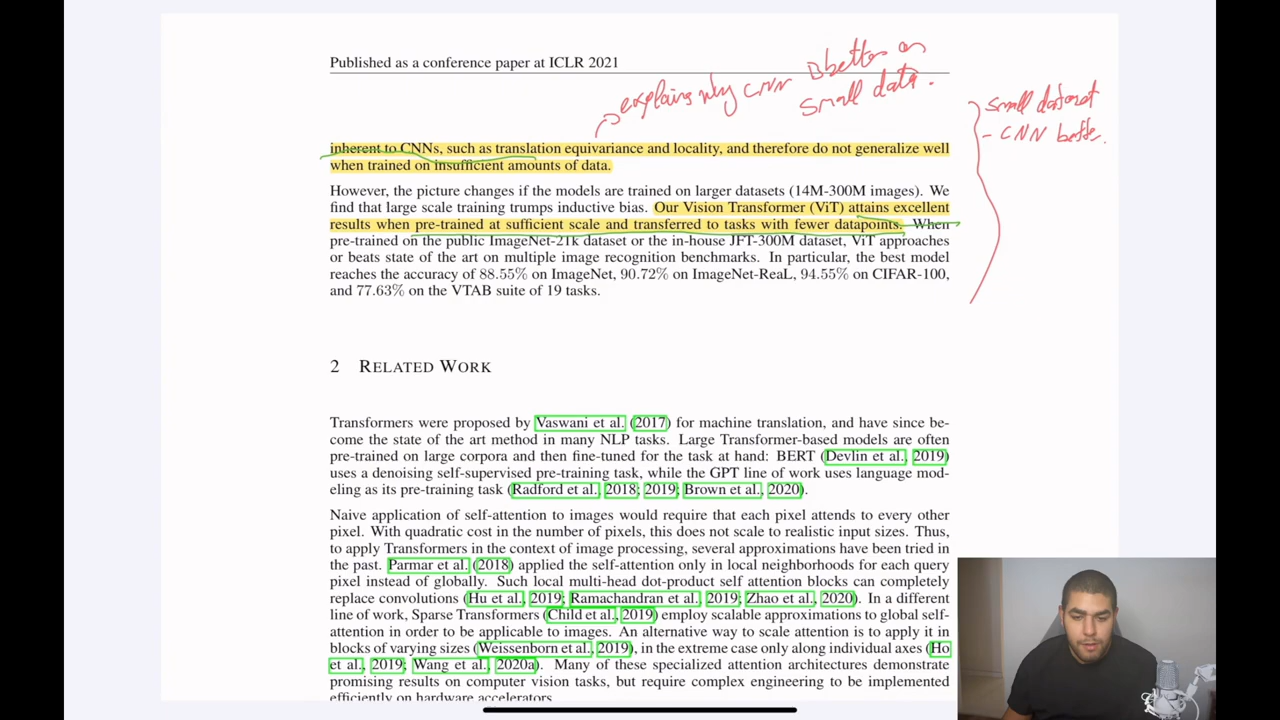 Published as a conference paper at ICLR 2021
explains why CNN is better on
small data.
small dataset
- CNN better.
inherent to CNNs, such as translation equivariance and locality, and therefore do not generalize well
when trained on insufficient amounts of data.
However, the picture changes if the models are trained on larger datasets (14M-300M images). We
find that large scale training trumps inductive bias. Our Vision Transformer (ViT) attains excellent
results when pre-trained at sufficient scale and transferred to tasks with fewer datapoints. When
pre-trained on the public ImageNet-21k dataset or the in-house JFT-300M dataset, ViT approaches
or beats state of the art on multiple image recognition benchmarks. In particular, the best model
reaches the accuracy of 88.55% on ImageNet, 90.72% on ImageNet-ReaL, 94.55% on CIFAR-100,
and 77.63% on the VTAB suite of 19 tasks.
2 RELATED WORK
Transformers were proposed by Vaswani et al. (2017) for machine translation, and have since be-
come the state of the art method in many NLP tasks. Large Transformer-based models are often
pre-trained on large corpora and then fine-tuned for the task at hand: BERT (Devlin et al., 2019)
uses a denoising self-supervised pre-training task, while the GPT line of work uses language mod-
eling as its pre-training task (Radford et al., 2018; 2019; Brown et al., 2020).
Naive application of self-attention to images would require that each pixel attends to every other
pixel. With quadratic cost in the number of pixels, this does not scale to realistic input sizes. Thus,
to apply Transformers in the context of image processing, several approximations have been tried in
the past. Parmar et al. (2018) applied the self-attention only in local neighborhoods for each query
pixel instead of globally. Such local multi-head dot-product self attention blocks can completely
replace convolutions (Hu et al., 2019; Ramachandran et al., 2019; Zhao et al., 2020). In a different
line of work, Sparse Transformers (Child et al., 2019) employ scalable approximations to global self-
attention in order to be applicable to images. An alternative way to scale attention is to apply it in
blocks of varying sizes (Weissenborn et al., 2019), in the extreme case only along individual axes (Ho
et al., 2019; Wang et al., 2020a). Many of these specialized attention architectures demonstrate
promising results on computer vision tasks, but require complex engineering to be implemented
efficiently on hardware accelerators.